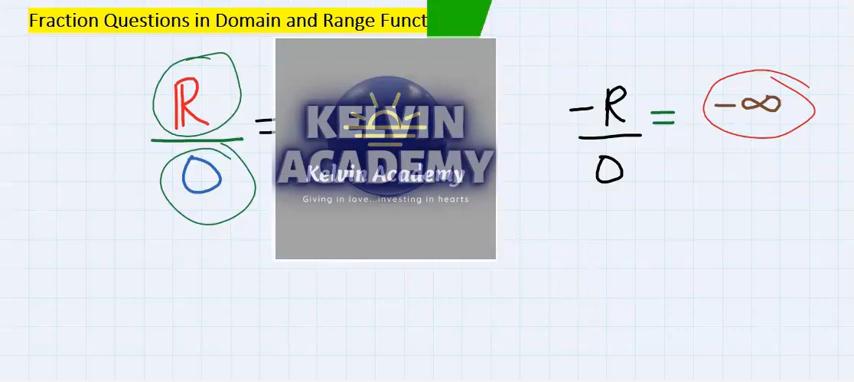 Fraction Questions in Domain and Range Funct
ℝ
0
=
KELVIN
ACADEMY
Kelvin Academy
Giving in love...investing in hearts
-R
0
= -∞